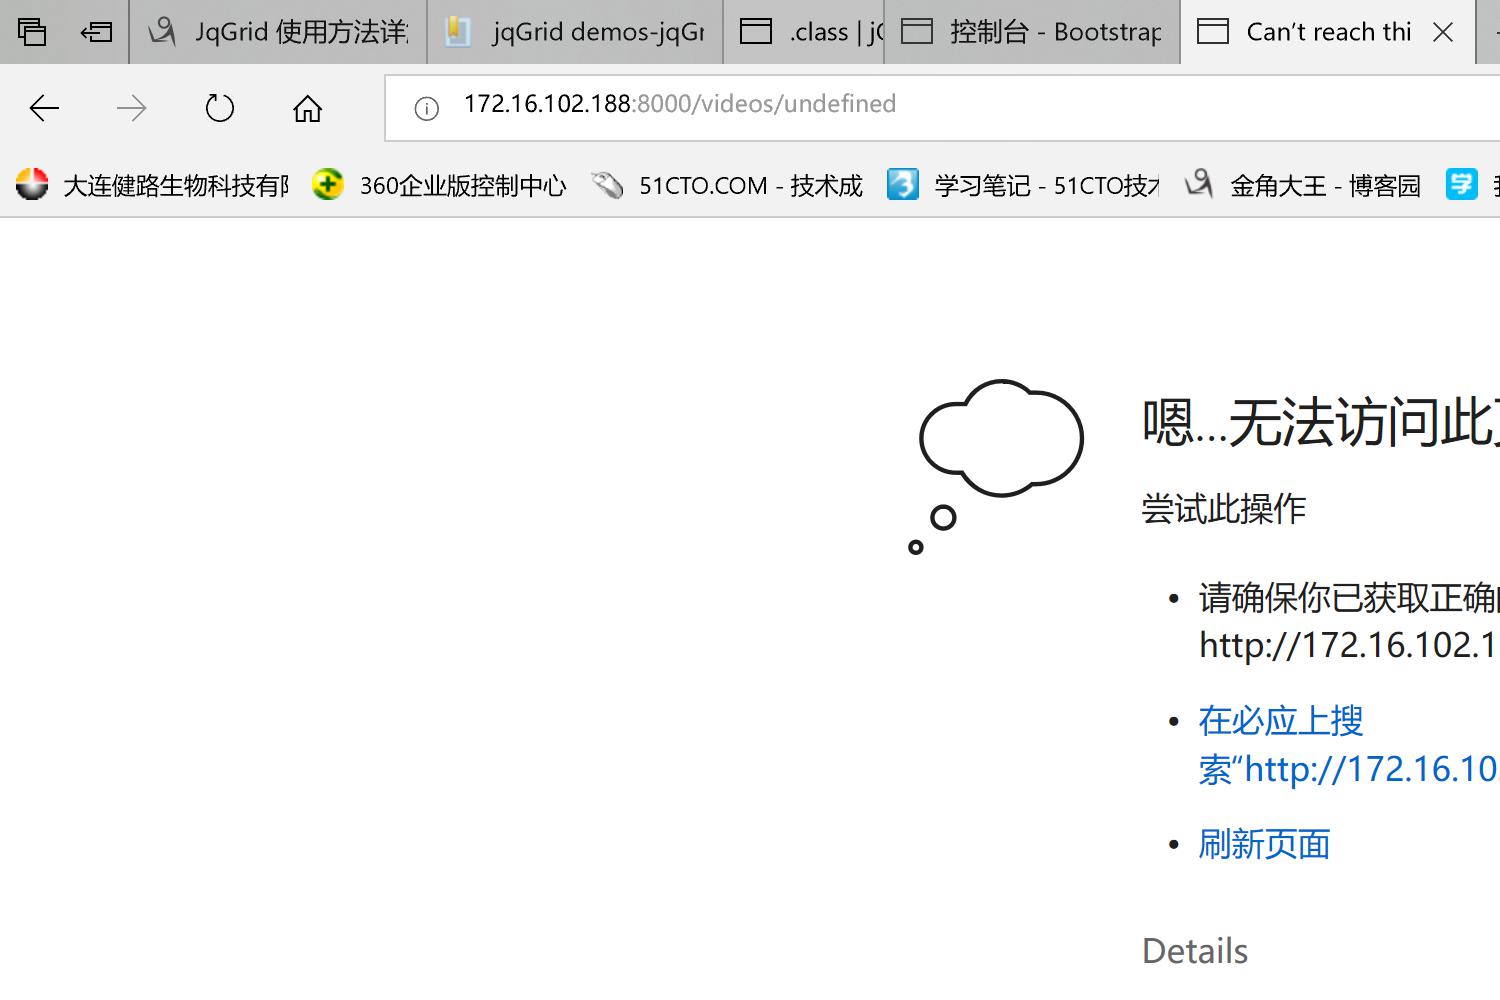 JqGrid 使用方法详
jqGrid demos-jqGr
.class | j
控制台 - Bootstrap
Can't reach thi
172.16.102.188:8000/videos/undefined
大连健路生物科技有
360企业版控制中心
51CTO.COM - 技术成
学习笔记 - 51CTO技
金角大王 - 博客园
学
嗯...无法访问此
尝试此操作
请确保你已获取正确
http://172.16.102.1
在必应上搜
索“http://172.16.10
刷新页面
Details